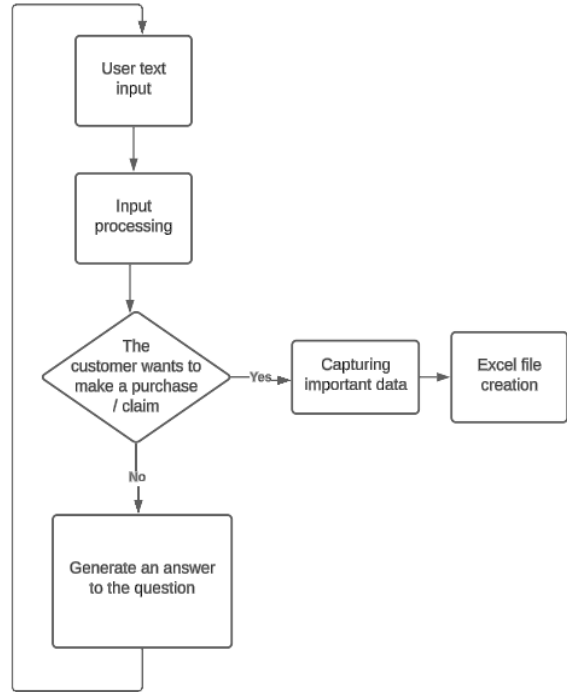 User text
input
Input
processing
The
customer wants to
make a purchase
/ claim
Yes
Capturing
important data
Excel file
creation
No
Generate an answer
to the question